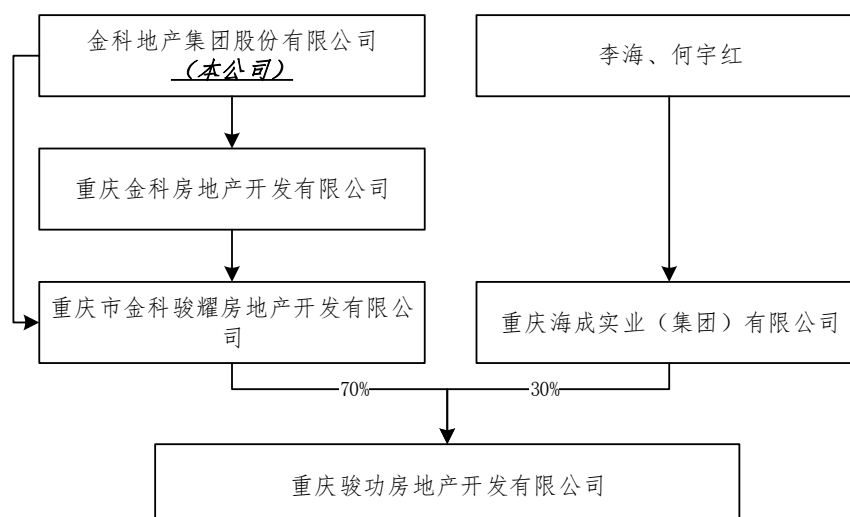 金科地产集团股份有限公司
（本公司）
李海、何宇红
重庆金科房地产开发有限公司
重庆市金科骏耀房地产开发有限公
司
重庆海成实业（集团）有限公司
70%
30%
重庆骏功房地产开发有限公司